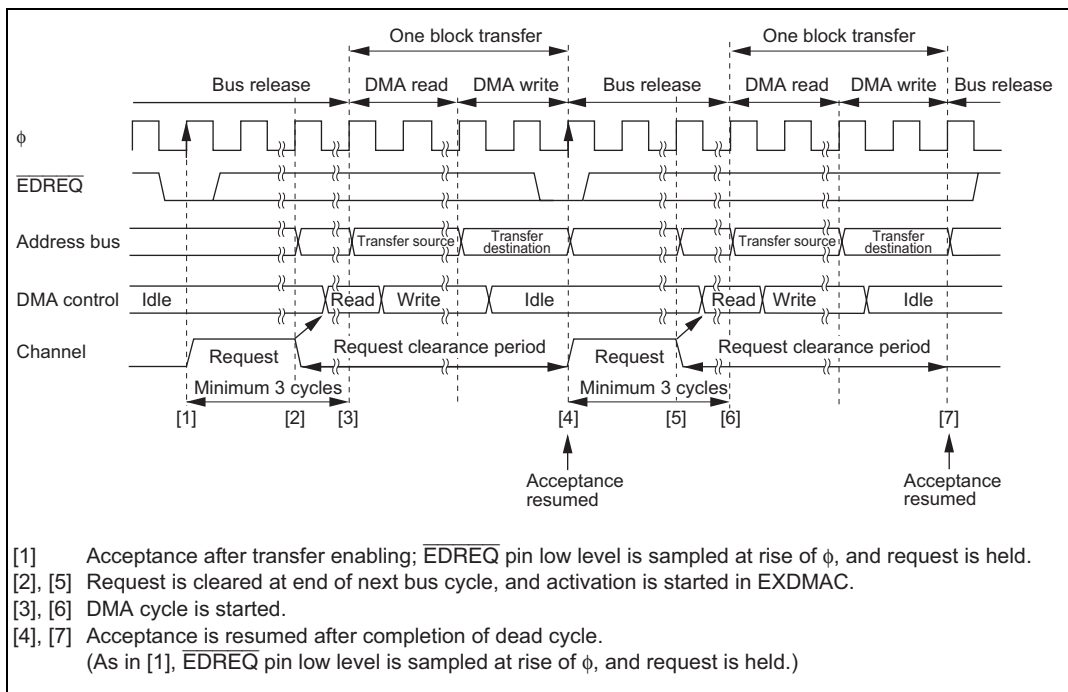 One block transfer One block transfer
Bus release DMA read DMA write Bus release DMA read DMA write Bus release
ϕ
EDREQ
Address bus Transfer source Transfer destination Transfer source Transfer destination
DMA control Idle Read Write Idle Read Write Idle
Channel Request Request clearance period Request Request clearance period
Minimum 3 cycles Minimum 3 cycles
[1] [2] [3] [4] [5] [6] [7]
Acceptance resumed Acceptance resumed
[1] Acceptance after transfer enabling; EDREQ pin low level is sampled at rise of ϕ, and request is held.
[2], [5] Request is cleared at end of next bus cycle, and activation is started in EXDMAC.
[3], [6] DMA cycle is started.
[4], [7] Acceptance is resumed after completion of dead cycle.
(As in [1], EDREQ pin low level is sampled at rise of ϕ, and request is held.)